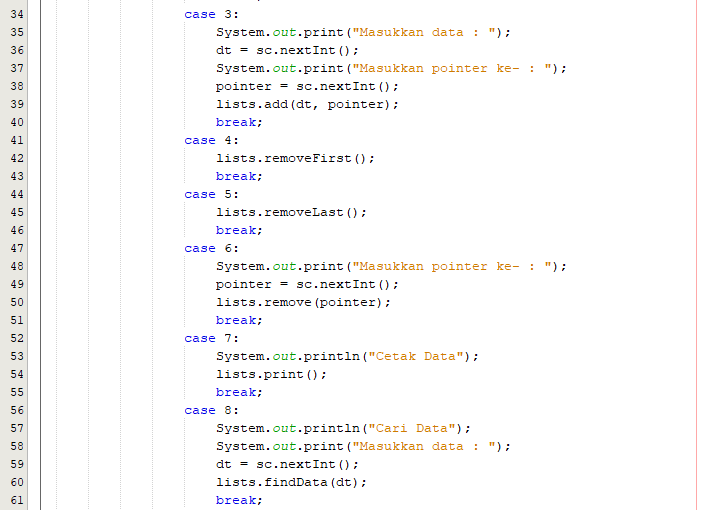 34 case 3:
35 System.out.print("Masukkan data : ");
36 dt = sc.nextInt();
37 System.out.print("Masukkan pointer ke- : ");
38 pointer = sc.nextInt();
39 lists.add(dt, pointer);
40 break;
41 case 4:
42 lists.removeFirst();
43 break;
44 case 5:
45 lists.removeLast();
46 break;
47 case 6:
48 System.out.print("Masukkan pointer ke- : ");
49 pointer = sc.nextInt();
50 lists.remove(pointer);
51 break;
52 case 7:
53 System.out.println("Cetak Data");
54 lists.print();
55 break;
56 case 8:
57 System.out.println("Cari Data");
58 System.out.print("Masukkan data : ");
59 dt = sc.nextInt();
60 lists.findData(dt);
61 break;